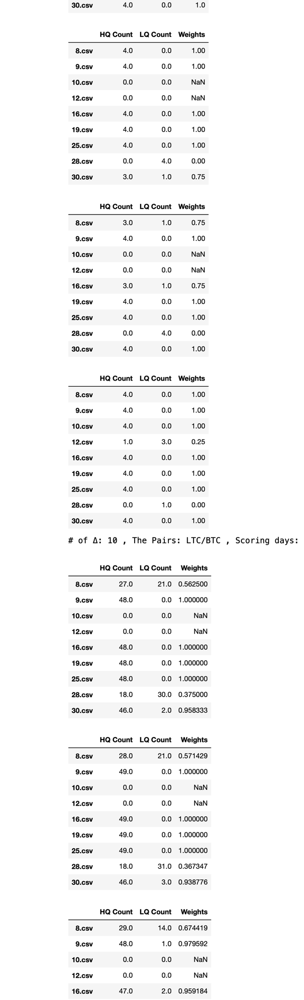 30.csv 4.0 0.0 1.0
HQ Count LQ Count Weights
8.csv 4.0 0.0 1.00
9.csv 4.0 0.0 1.00
10.csv 0.0 0.0 NaN
12.csv 0.0 0.0 NaN
16.csv 4.0 0.0 1.00
19.csv 4.0 0.0 1.00
25.csv 4.0 0.0 1.00
28.csv 0.0 4.0 0.00
30.csv 3.0 1.0 0.75
HQ Count LQ Count Weights
8.csv 3.0 1.0 0.75
9.csv 4.0 0.0 1.00
10.csv 0.0 0.0 NaN
12.csv 0.0 0.0 NaN
16.csv 3.0 1.0 0.75
19.csv 4.0 0.0 1.00
25.csv 4.0 0.0 1.00
28.csv 0.0 4.0 0.00
30.csv 4.0 0.0 1.00
HQ Count LQ Count Weights
8.csv 4.0 0.0 1.00
9.csv 4.0 0.0 1.00
10.csv 4.0 0.0 1.00
12.csv 1.0 3.0 0.25
16.csv 4.0 0.0 1.00
19.csv 4.0 0.0 1.00
25.csv 4.0 0.0 1.00
28.csv 0.0 1.0 0.00
30.csv 4.0 0.0 1.00
# of Δ: 10 , The Pairs: LTC/BTC , Scoring days:
HQ Count LQ Count Weights
8.csv 27.0 21.0 0.562500
9.csv 48.0 0.0 1.000000
10.csv 0.0 0.0 NaN
12.csv 0.0 0.0 NaN
16.csv 48.0 0.0 1.000000
19.csv 48.0 0.0 1.000000
25.csv 48.0 0.0 1.000000
28.csv 18.0 30.0 0.375000
30.csv 46.0 2.0 0.958333
HQ Count LQ Count Weights
8.csv 28.0 21.0 0.571429
9.csv 49.0 0.0 1.000000
10.csv 0.0 0.0 NaN
12.csv 0.0 0.0 NaN
16.csv 49.0 0.0 1.000000
19.csv 49.0 0.0 1.000000
25.csv 49.0 0.0 1.000000
28.csv 18.0 31.0 0.367347
30.csv 46.0 3.0 0.938776
HQ Count LQ Count Weights
8.csv 29.0 14.0 0.674419
9.csv 48.0 1.0 0.979592
10.csv 0.0 0.0 NaN
12.csv 0.0 0.0 NaN
16.csv 47.0 2.0 0.959184